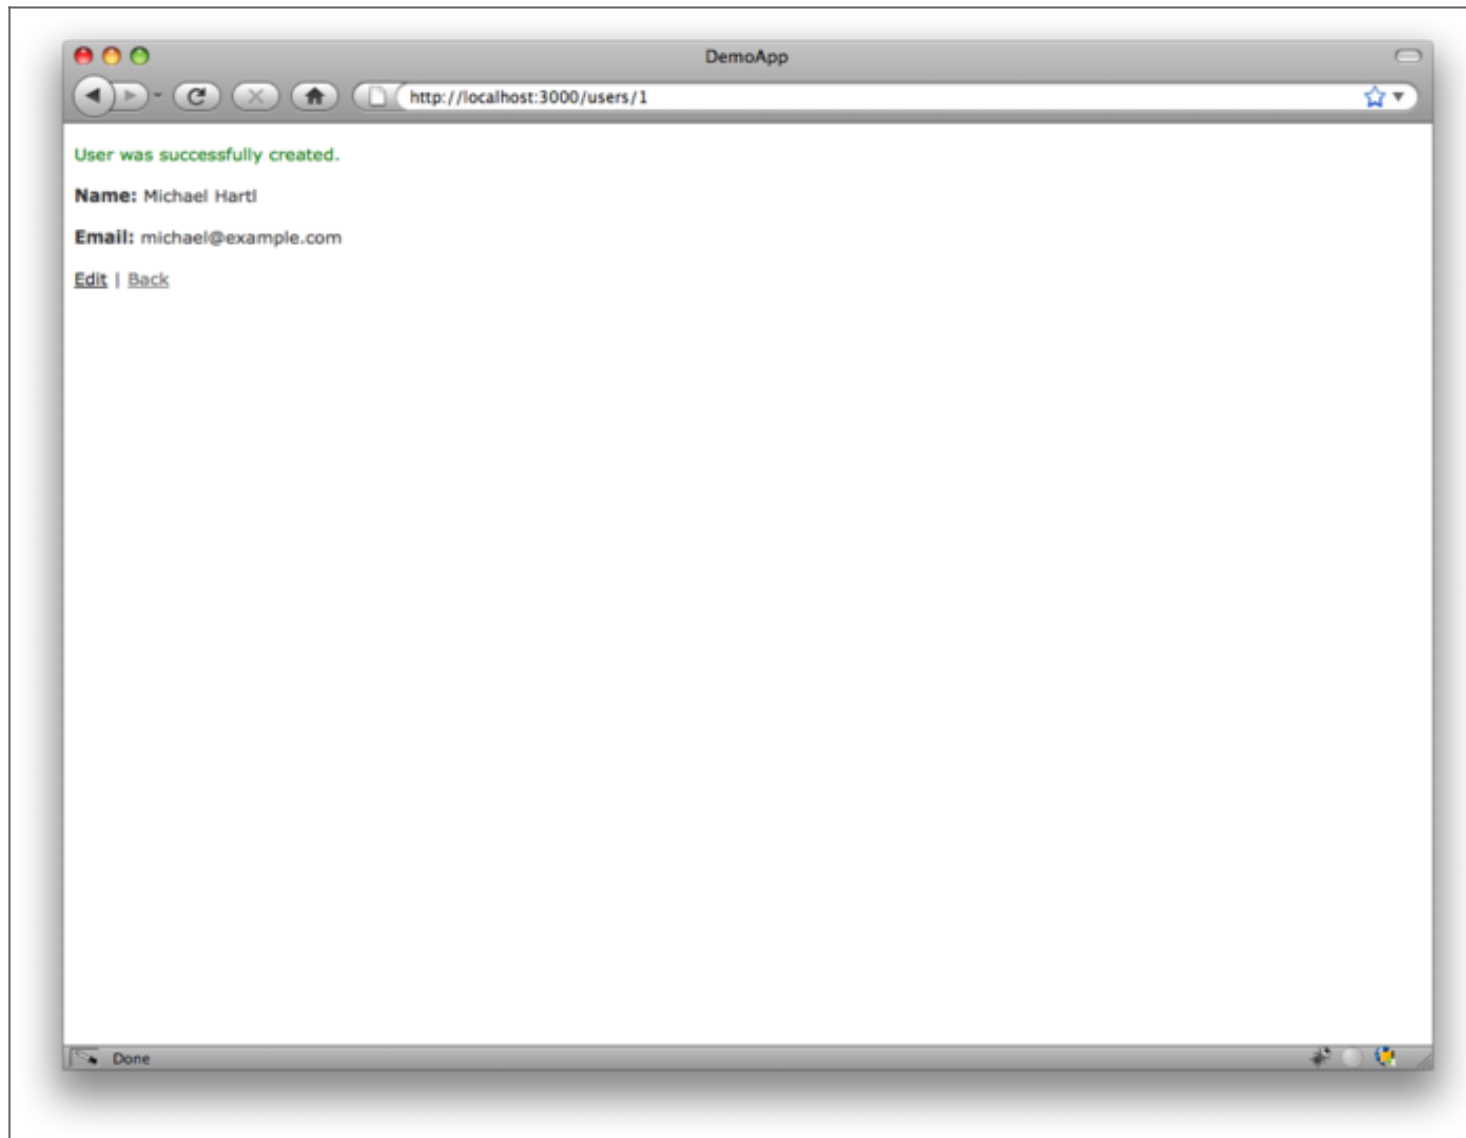 DemoApp
http://localhost:3000/users/1
User was successfully created.
Name: Michael Hartl
Email: michael@example.com
Edit | Back
Done